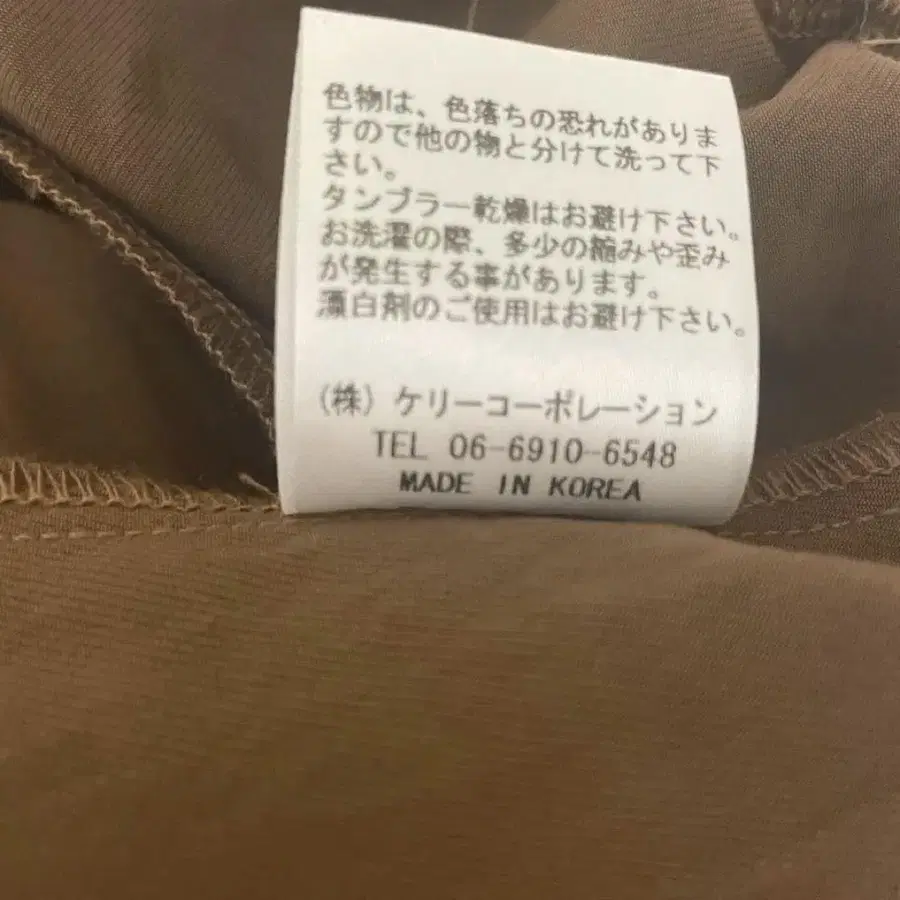 色物は、色落ちの恐れがありま
すので他の物と分けて洗って下
さい。
タンブラー乾燥はお避け下さい。
お洗濯の際、多少の縮みや歪み
が発生する事があります。
漂白剤のご使用はお避け下さい。
(株) ケリーコーポレーション
TEL 06-6910-6548
MADE IN KOREA